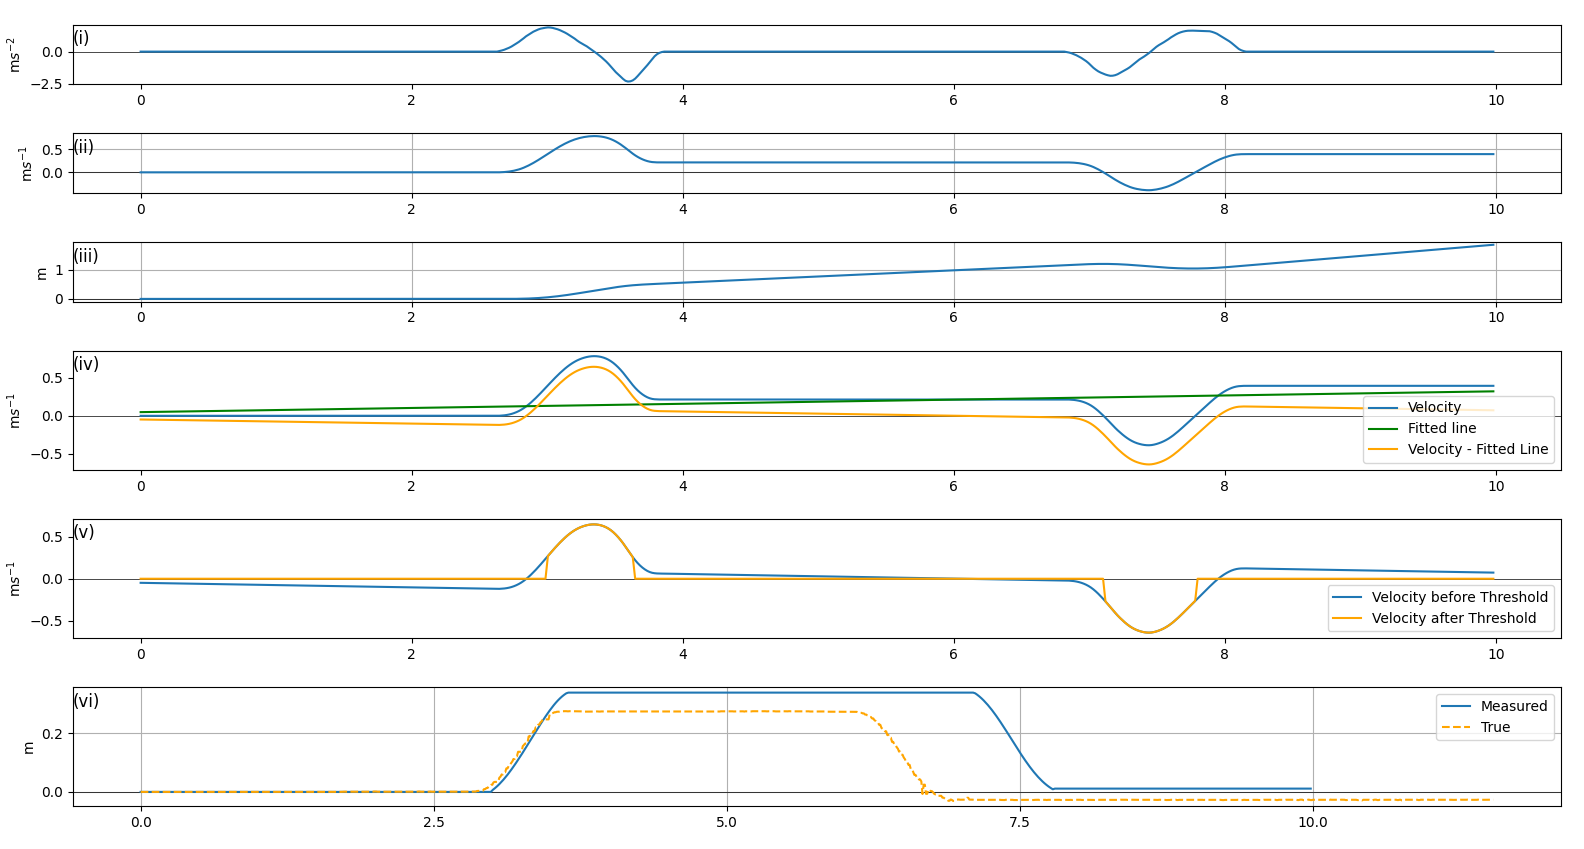 (i)
ms⁻²
0.0
−2.5
0 2 4 6 8 10
(ii)
ms⁻¹
0.5
0.0
0 2 4 6 8 10
(iii)
m
1
0
0 2 4 6 8 10
(iv)
ms⁻¹
0.5
0.0
−0.5
Velocity
Fitted line
Velocity - Fitted Line
0 2 4 6 8 10
(v)
ms⁻¹
0.5
0.0
−0.5
Velocity before Threshold
Velocity after Threshold
0 2 4 6 8 10
(vi)
m
0.2
0.0
Measured
True
0.0 2.5 5.0 7.5 10.0